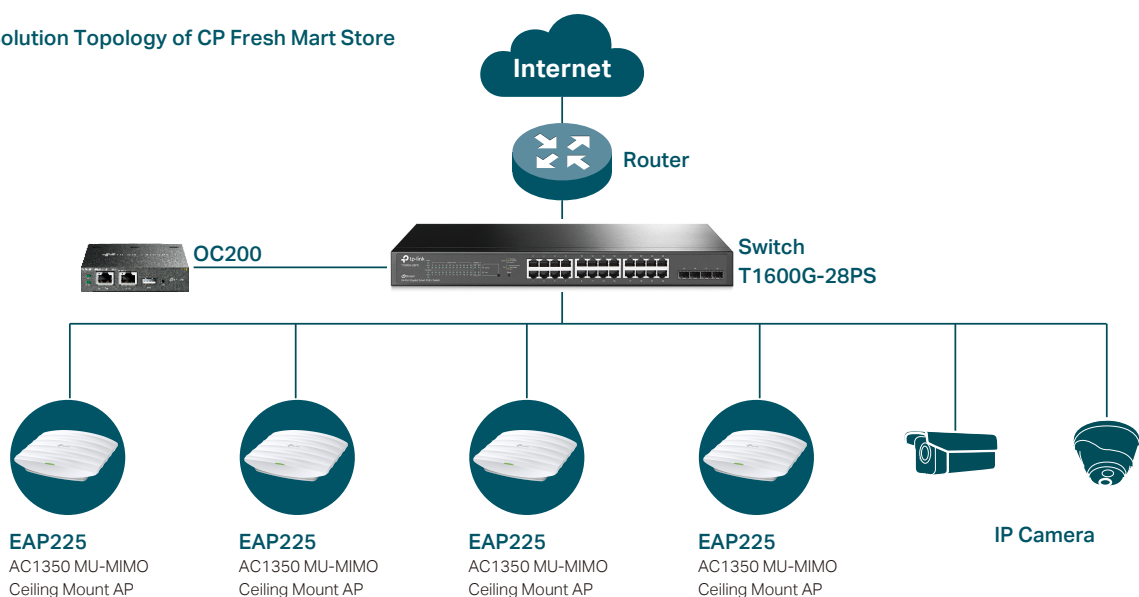 olution Topology of CP Fresh Mart Store
Internet
Router
OC200
tp-link
Switch
T1600G-28PS
EAP225
AC1350 MU-MIMO
Ceiling Mount AP
EAP225
AC1350 MU-MIMO
Ceiling Mount AP
EAP225
AC1350 MU-MIMO
Ceiling Mount AP
EAP225
AC1350 MU-MIMO
Ceiling Mount AP
IP Camera